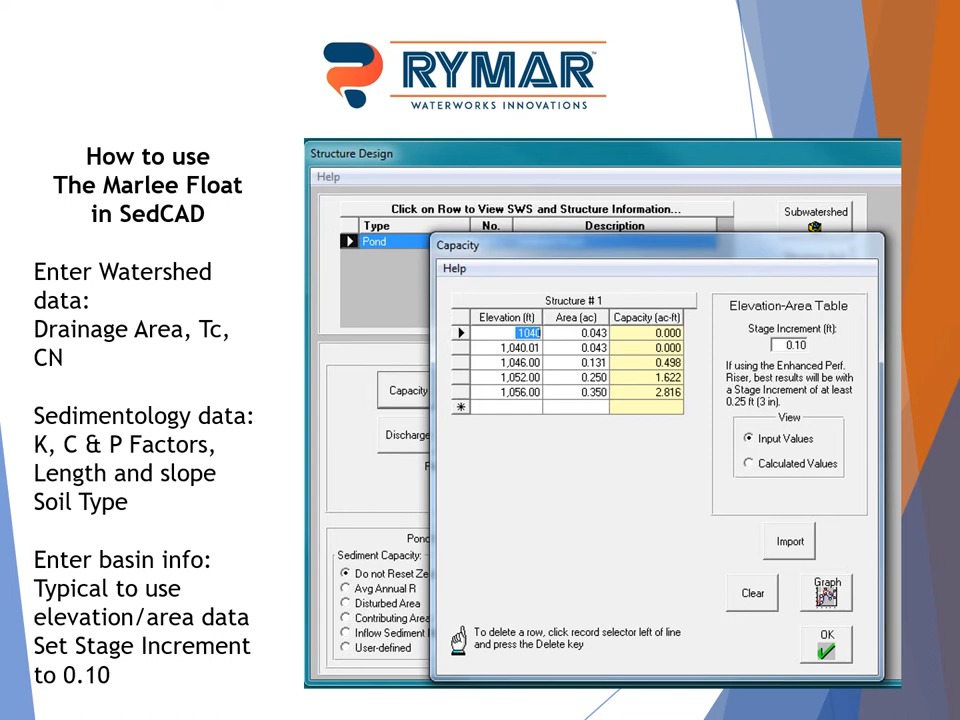 RYMAR™
WATERWORKS INNOVATIONS
How to use
The Marlee Float
in SedCAD
Enter Watershed
data:
Drainage Area, Tc,
CN
Sedimentology data:
K, C & P Factors,
Length and slope
Soil Type
Enter basin info:
Typical to use
elevation/area data
Set Stage Increment
to 0.10
Structure Design
Help
Click on Row to View SWS and Structure Information...
Type No. Description
Pond
Subwatershed
Capacity
Discharge
Pond
Sediment Capacity:
Do not Reset Ze
Avg Annual R
Disturbed Area
Contributing Area
Inflow Sediment
User-defined
Capacity
Help
Structure # 1
Elevation (ft) Area (ac) Capacity (ac-ft)
1040 0.043 0.000
1,040.01 0.043 0.000
1,046.00 0.131 0.498
1,052.00 0.250 1.622
1,056.00 0.350 2.816
Elevation-Area Table
Stage Increment (ft):
0.10
If using the Enhanced Perf.
Riser, best results will be with
a Stage Increment of at least
0.25 ft (3 in).
View
Input Values
Calculated Values
Import
Clear
Graph
To delete a row, click record selector left of line
and press the Delete key
OK